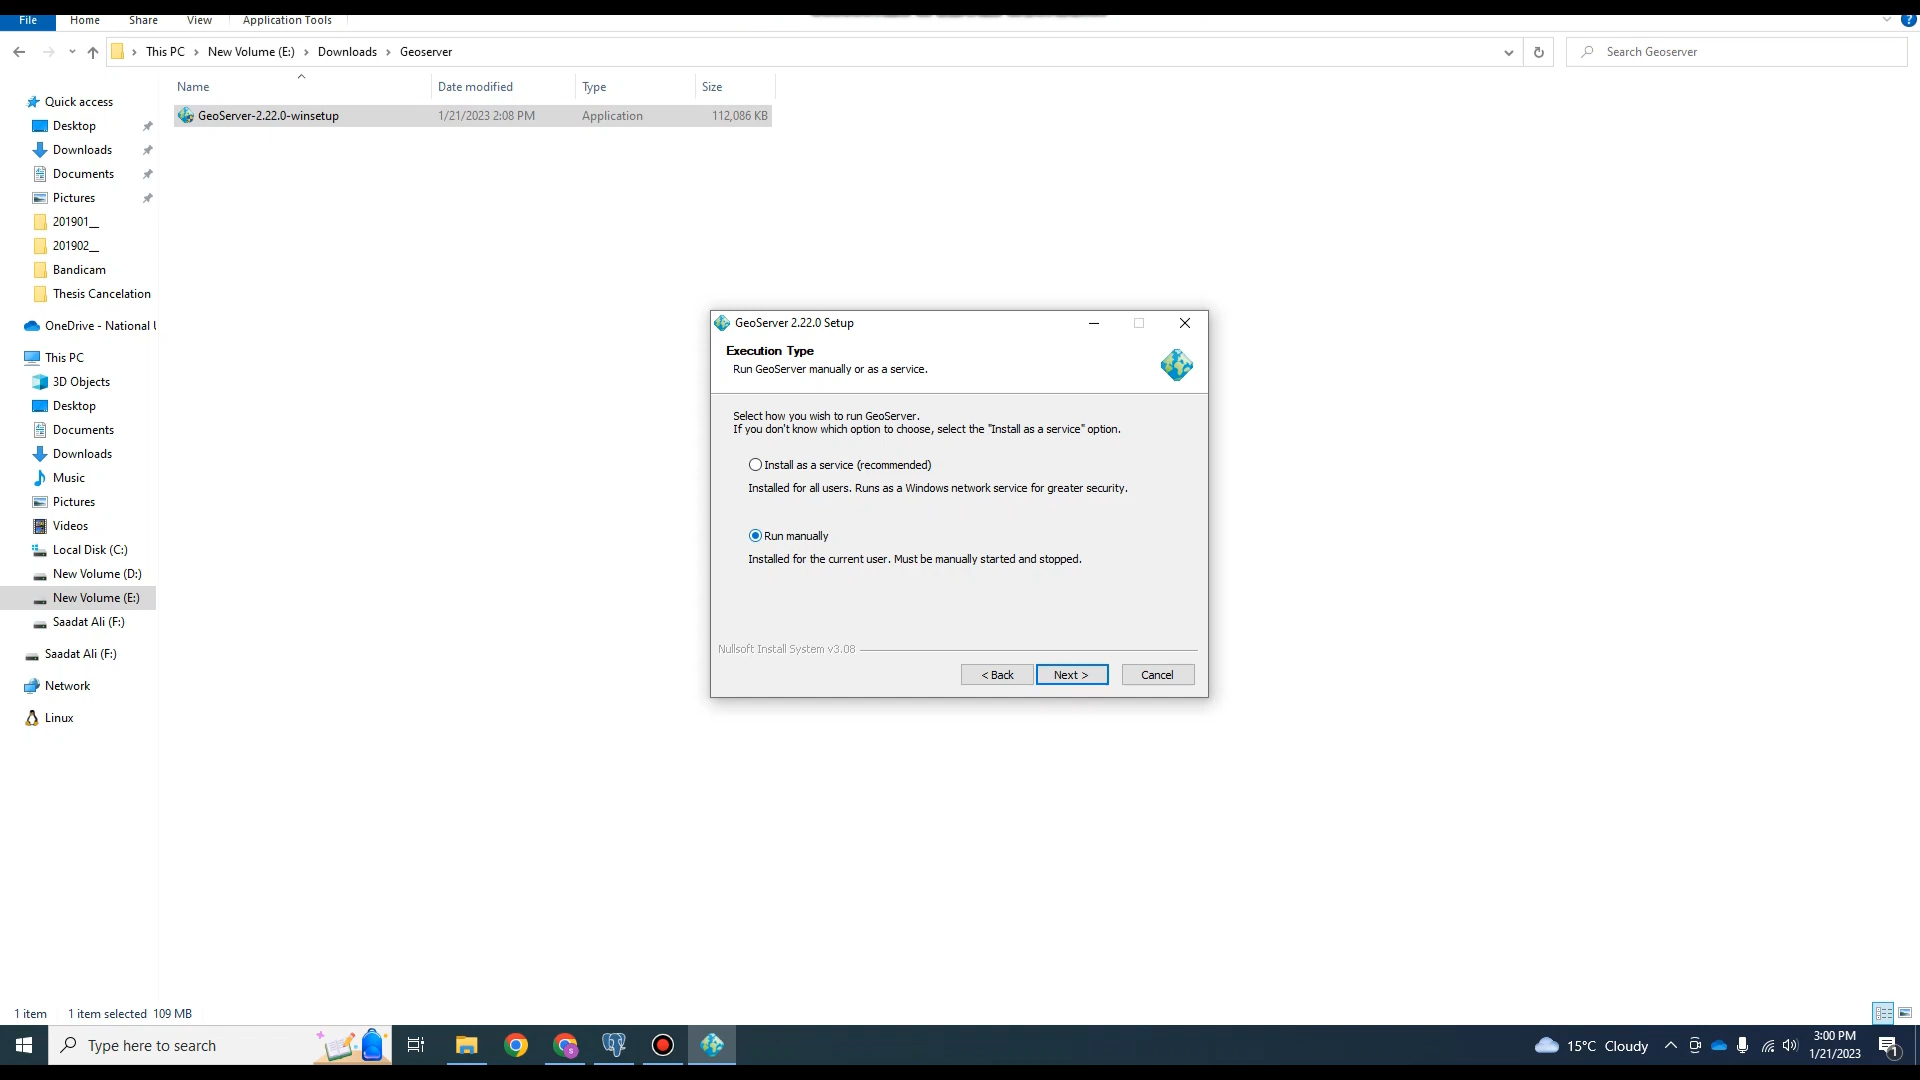 File Home Share View Application Tools
This PC New Volume (E:) Downloads Geoserver
Search Geoserver
Name Date modified Type Size
GeoServer-2.22.0-winsetup 1/21/2023 2:08 PM Application 112,086 KB
Quick access
Desktop
Downloads
Documents
Pictures
201901__
201902__
Bandicam
Thesis Cancelation
OneDrive - National U
This PC
3D Objects
Desktop
Documents
Downloads
Music
Pictures
Videos
Local Disk (C:)
New Volume (D:)
New Volume (E:)
Saadat Ali (F:)
Saadat Ali (F:)
Network
Linux
GeoServer 2.22.0 Setup
Execution Type
Run GeoServer manually or as a service.
Select how you wish to run GeoServer.
If you don't know which option to choose, select the "Install as a service" option.
Install as a service (recommended)
Installed for all users. Runs as a Windows network service for greater security.
Run manually
Installed for the current user. Must be manually started and stopped.
Nullsoft Install System v3.08
< Back Next > Cancel
1 item 1 item selected 109 MB
Type here to search
15°C Cloudy
3:00 PM
1/21/2023
1